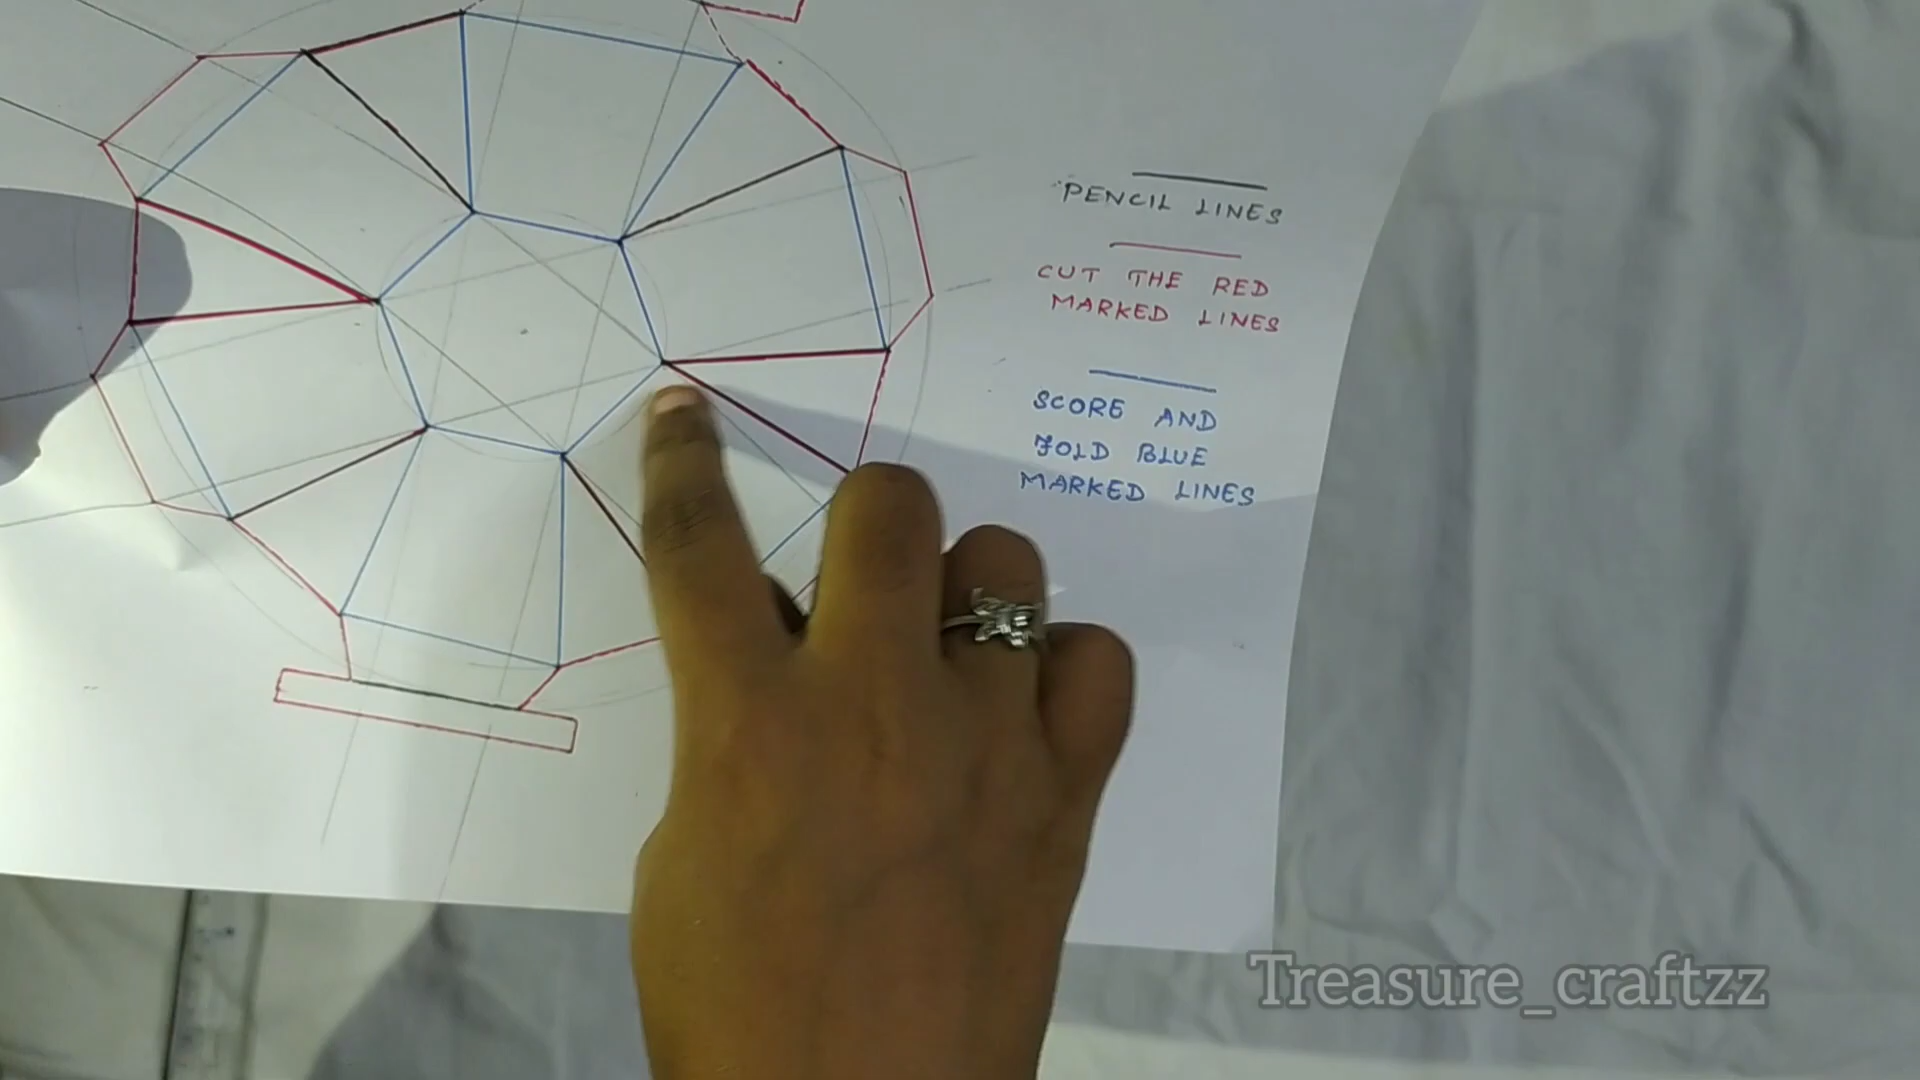 PENCIL LINES
CUT THE RED
MARKED LINES
SCORE AND
FOLD BLUE
MARKED LINES
Treasure_craftzz